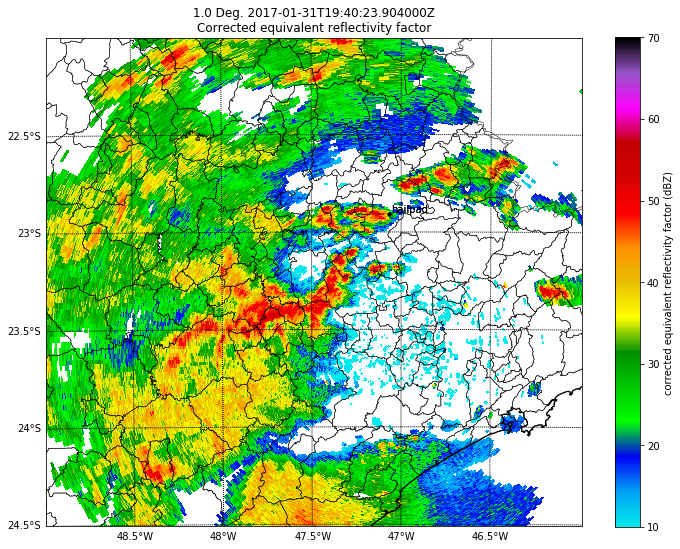 1.0 Deg. 2017-01-31T19:40:23.904000Z
Corrected equivalent reflectivity factor
22.5°S
23°S
23.5°S
24°S
24.5°S
48.5°W
48°W
47.5°W
47°W
46.5°W
hailpad
70
60
50
40
30
20
10
corrected equivalent reflectivity factor (dBZ)